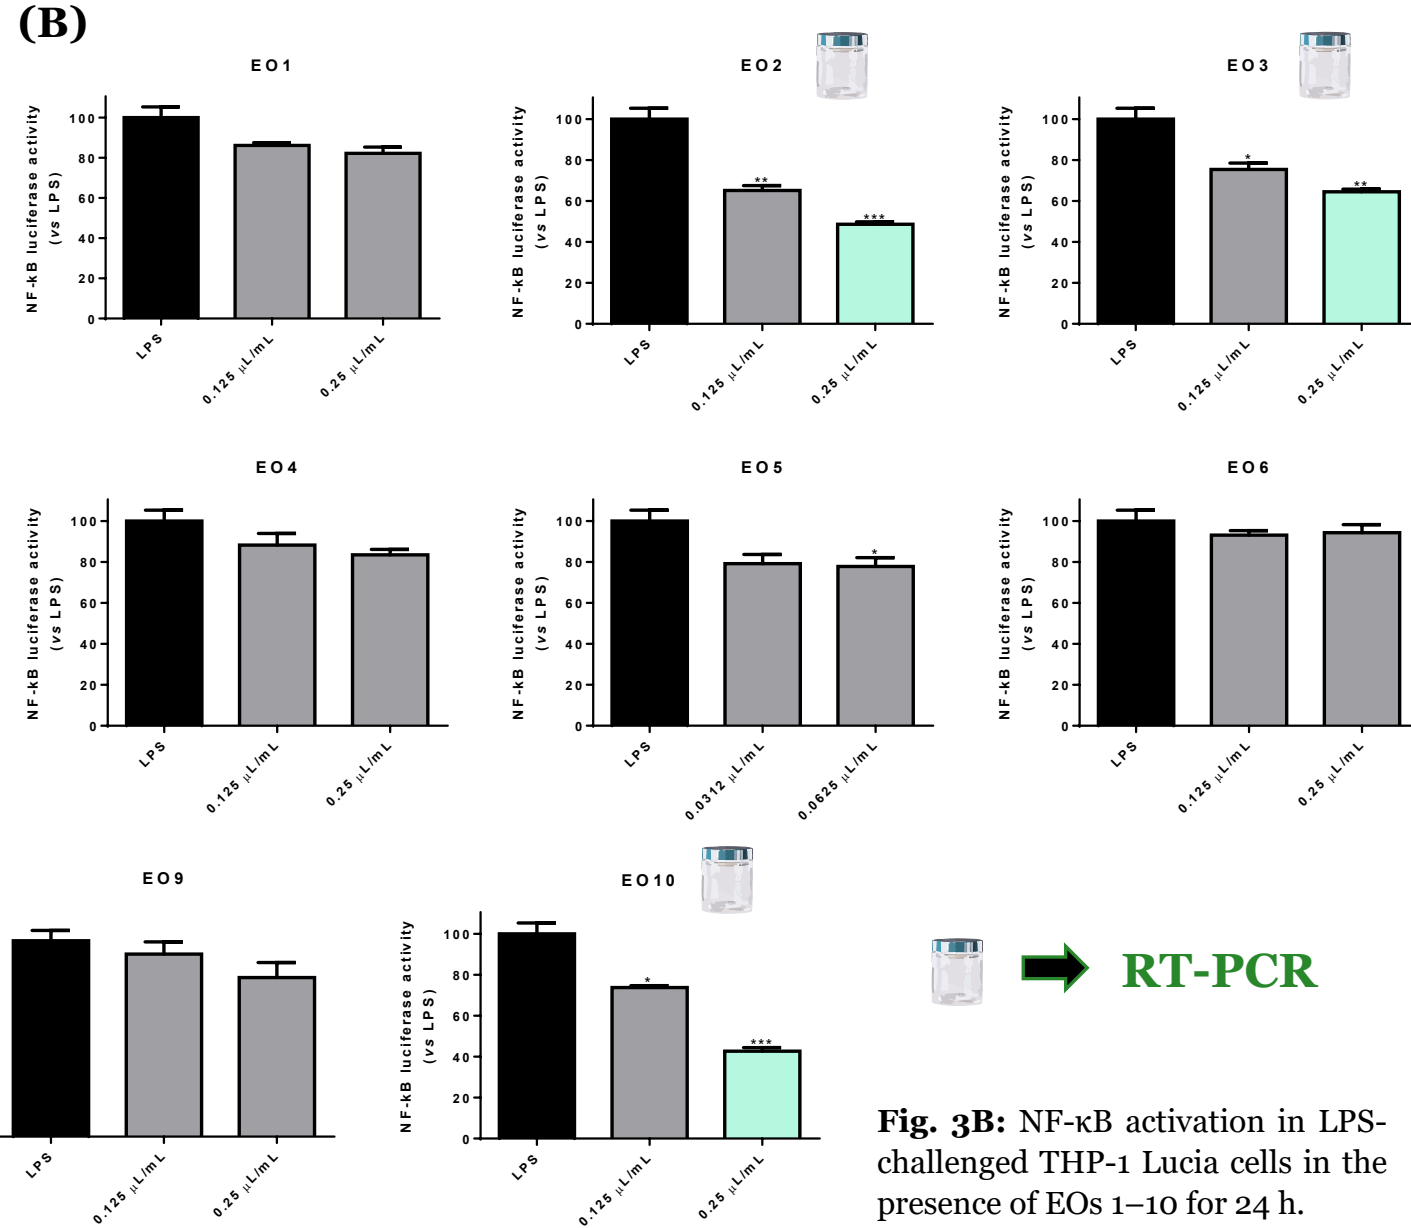 (B)
EO1
NF-kB luciferase activity
(vs LPS)
100
80
60
40
20
0
LPS
0.125 µL/mL
0.25 µL/mL
EO2
NF-kB luciferase activity
(vs LPS)
100
80
60
40
20
0
**
***
LPS
0.125 µL/mL
0.25 µL/mL
EO3
NF-kB luciferase activity
(vs LPS)
100
80
60
40
20
0
*
**
LPS
0.125 µL/mL
0.25 µL/mL
EO4
NF-kB luciferase activity
(vs LPS)
100
80
60
40
20
0
LPS
0.125 µL/mL
0.25 µL/mL
EO5
NF-kB luciferase activity
(vs LPS)
100
80
60
40
20
0
*
LPS
0.0312 µL/mL
0.0625 µL/mL
EO6
NF-kB luciferase activity
(vs LPS)
100
80
60
40
20
0
LPS
0.125 µL/mL
0.25 µL/mL
EO9
LPS
0.125 µL/mL
0.25 µL/mL
EO10
NF-kB luciferase activity
(vs LPS)
100
80
60
40
20
0
*
***
LPS
0.125 µL/mL
0.25 µL/mL
RT-PCR
Fig. 3B: NF-κB activation in LPS-
challenged THP-1 Lucia cells in the
presence of EOs 1–10 for 24 h.